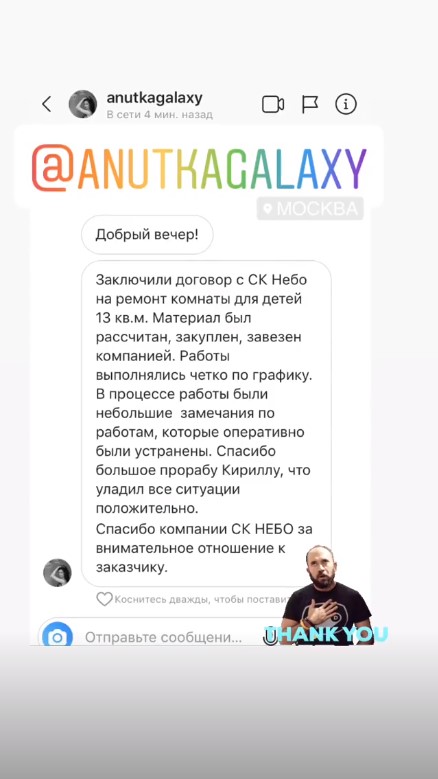 anutkagalaxy
В сети 4 мин. назад
@ANUTKAGALAXY
МОСКВА
Добрый вечер!
Заключили договор с СК Небо
на ремонт комнаты для детей
13 кв.м. Материал был
рассчитан, закуплен, завезен
компанией. Работы
выполнялись четко по графику.
В процессе работы были
небольшие замечания по
работам, которые оперативно
были устранены. Спасибо
большое прорабу Кириллу, что
уладил все ситуации
положительно.
Спасибо компании СК НЕБО за
внимательное отношение к
заказчику.
Коснитесь дважды, чтобы постави
Отправьте сообщени...
THANK YOU